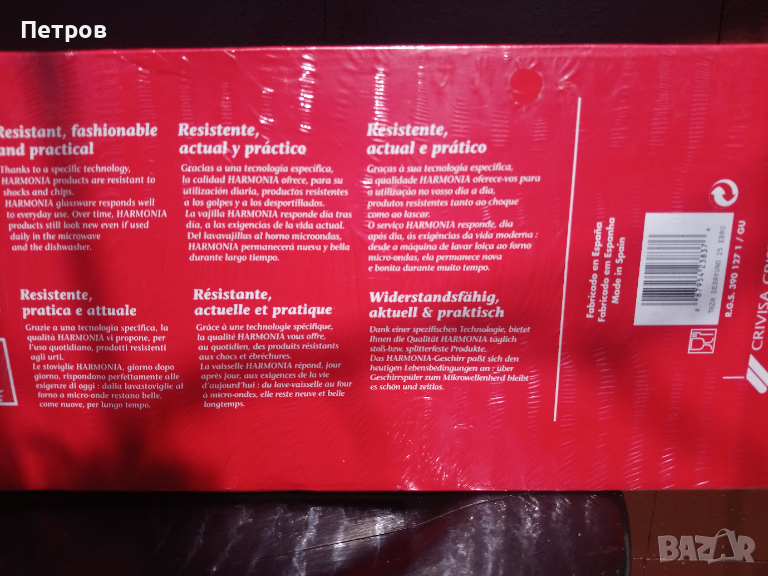 Петров
Resistant, fashionable
and practical
Thanks to a specific technology,
HARMONIA products are resistant to
shocks and chips.
HARMONIA glassware responds well
to everyday use. Over time, HARMONIA
products still look new even if used
daily in the microwave
and the dishwasher.
Resistente,
actual y práctico
Gracias a una tecnología específica,
la calidad HARMONIA ofrece, para su
utilización diaria, productos resistentes
a los golpes y a los desportillados.
La vajilla HARMONIA responde día tras
día, a las exigencias de la vida actual.
Del lavavajillas al horno microondas,
HARMONIA permanecerá nueva y bella
durante largo tiempo.
Resistente,
actual e prático
Graças à sua tecnologia específica,
a qualidade HARMONIA oferece-vos para
a utilização no vosso dia a dia,
produtos resistentes tanto ao choque
como ao lascar.
O serviço HARMONIA responde, dia
após dia, ós exigências da vida moderna :
desde a máquina de lavar loiça ao forno
micro-ondas, ela permanece nova
e bonita durante muito tempo.
Resistente,
pratica e attuale
Grazie a una tecnologia specifica, la
qualità HARMONIA vi propone, per
l'uso quotidiano, prodotti resistenti
agli urti.
Le stoviglie HARMONIA, giorno dopo
giorno, rispondono perfettamente alle
esigenze di oggi : dalla lavastoviglie al
forno a micro-onde restano belle,
come nuove, per lungo tempo.
Résistante,
actuelle et pratique
Grâce à une technologie spécifique,
la qualité HARMONIA vous offre,
au quotidien, des produits résistants
aux chocs et ébréchures.
La vaisselle HARMONIA répond, jour
après jour, aux exigences de la vie
d'aujourd'hui : du lave-vaisselle au four
à micro-ondes, elle reste neuve et belle
longtemps.
Widerstandsfähig,
aktuell & praktisch
Dank einer spezifischen Technologie, bietet
Ihnen die Qualität HARMONIA täglich
stoß-bzw. splitterfeste Produkte.
Das HARMONIA-Geschirr paßt sich den
heutigen Lebensbedingungen an : über
Geschirrspüler zum Mikrowellenherd bleibt
es schön und zeitlos.
Fabricado en España
Fabricado em Espanha
Made in Spain
TAZA DESAYUNO 25 EBRO
R.G.S. 390 127 1 / GU
CRIVISA
BAZAR